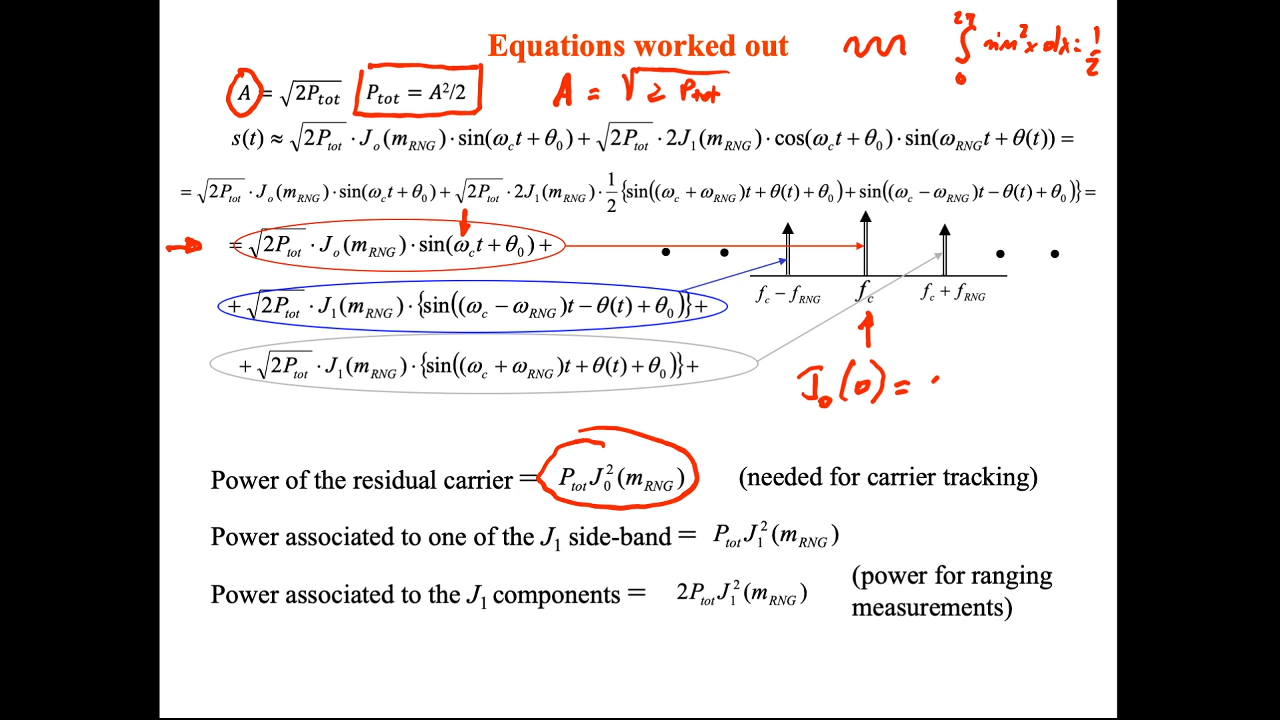 Equations worked out
∫₀^{2π} sin²x dx = 1/2
A = √(2P_tot) P_tot = A²/2 A = √(2 P_tot)
s(t) ≈ √(2P_tot) · J_o(m_RNG) · sin(ω_c t + θ_0) + √(2P_tot) · 2J_1(m_RNG) · cos(ω_c t + θ_0) · sin(ω_RNG t + θ(t)) =
= √(2P_tot) · J_o(m_RNG) · sin(ω_c t + θ_0) + √(2P_tot) · 2J_1(m_RNG) · 1/2 {sin((ω_c + ω_RNG)t + θ(t) + θ_0) + sin((ω_c − ω_RNG)t − θ(t) + θ_0)} =
= √(2P_tot) · J_o(m_RNG) · sin(ω_c t + θ_0) +
+ √(2P_tot) · J_1(m_RNG) · {sin((ω_c − ω_RNG)t − θ(t) + θ_0)} +
f_c − f_RNG f_c f_c + f_RNG
+ √(2P_tot) · J_1(m_RNG) · {sin((ω_c + ω_RNG)t + θ(t) + θ_0)} +
J_0(0) =
Power of the residual carrier = P_tot J_0²(m_RNG) (needed for carrier tracking)
Power associated to one of the J_1 side-band = P_tot J_1²(m_RNG)
Power associated to the J_1 components = 2P_tot J_1²(m_RNG) (power for ranging
measurements)